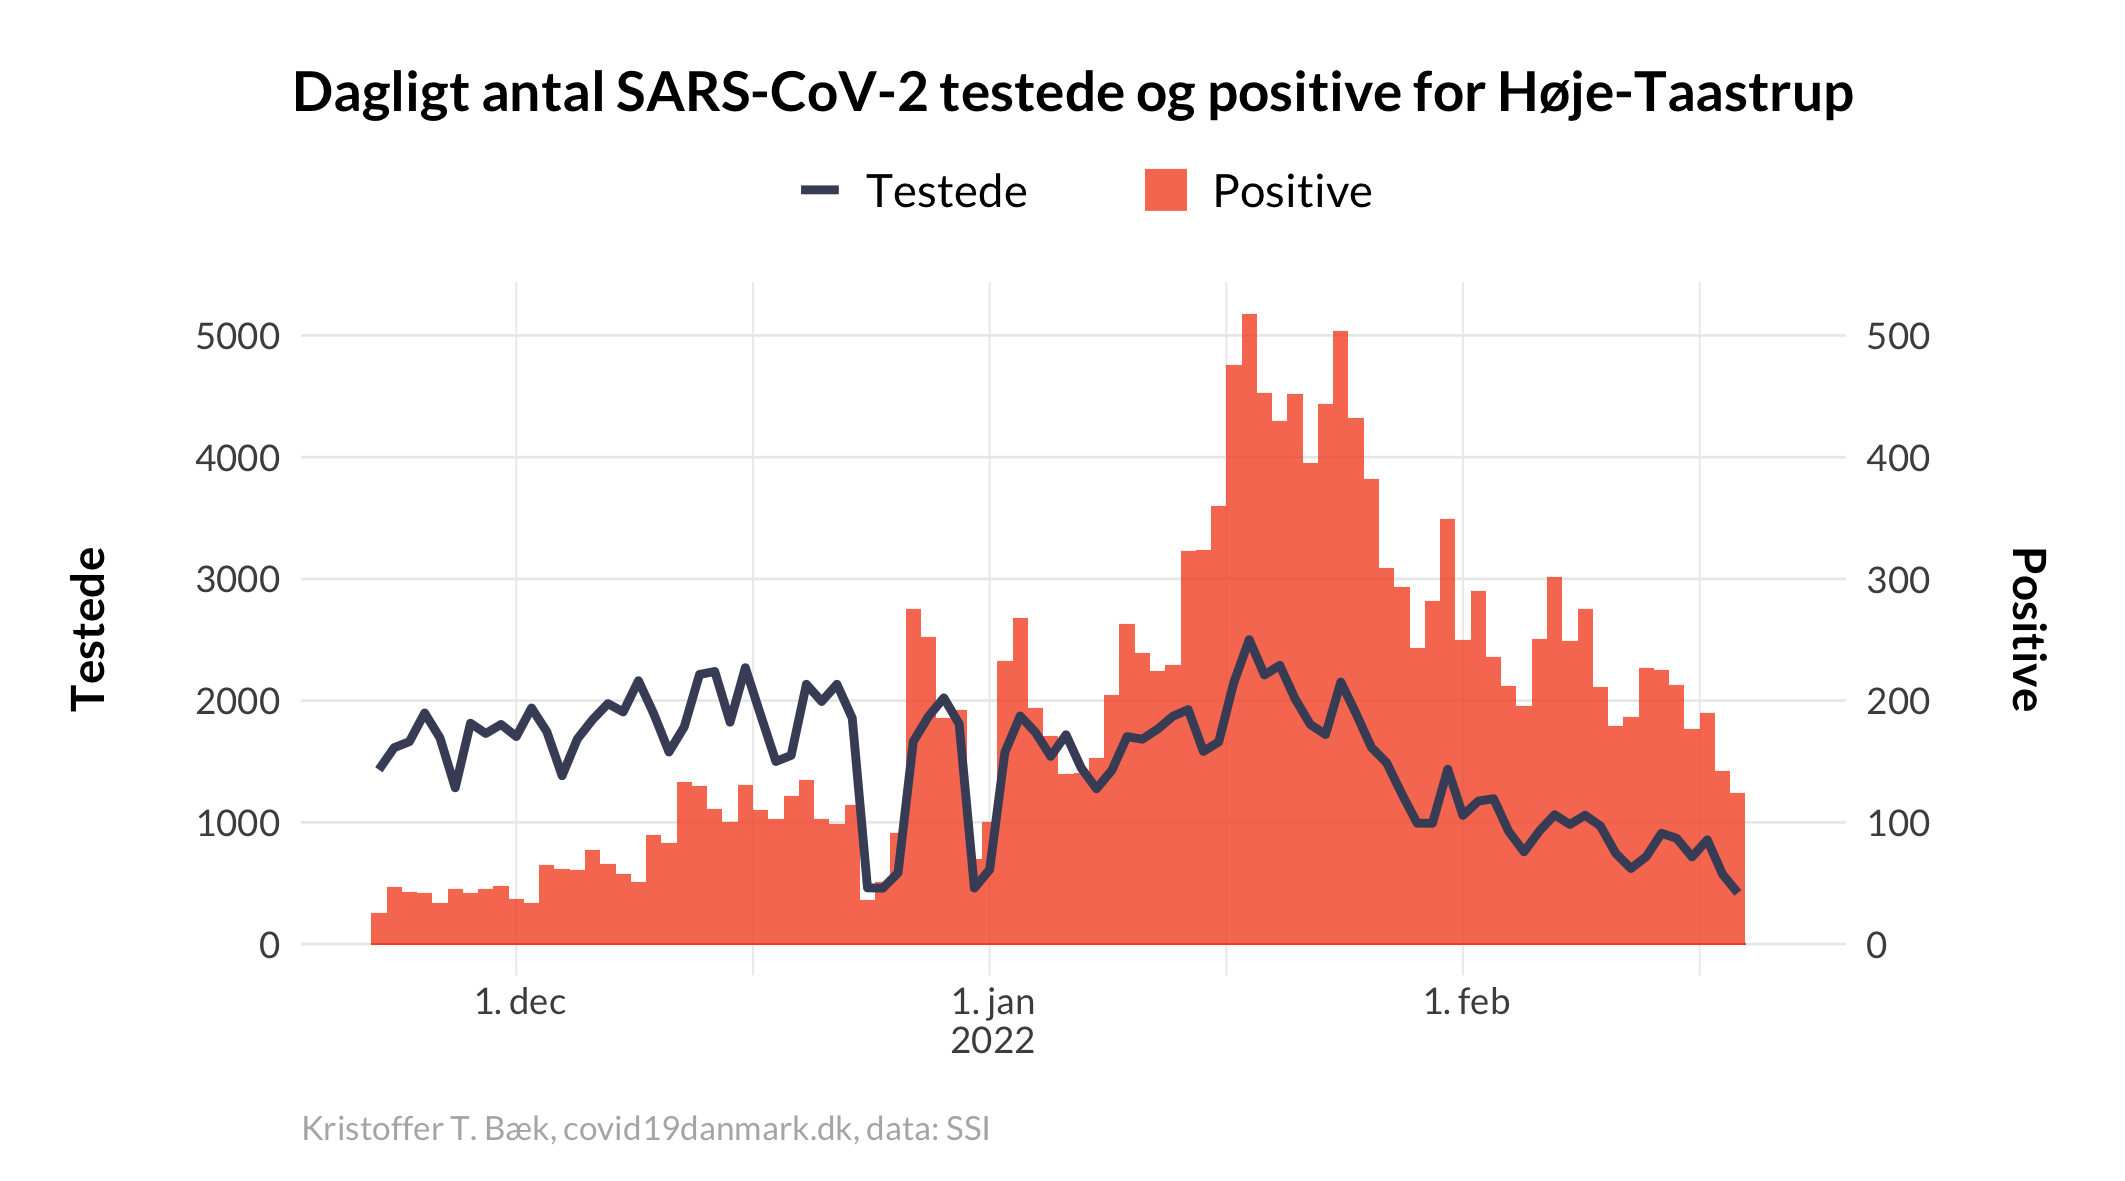 Dagligt antal SARS-CoV-2 testede og positive for Høje-Taastrup
Testede
Positive
5000
4000
3000
2000
1000
0
Testede
500
400
300
200
100
0
Positive
1. dec
1. jan
2022
1. feb
Kristoffer T. Bæk, covid19danmark.dk, data: SSI